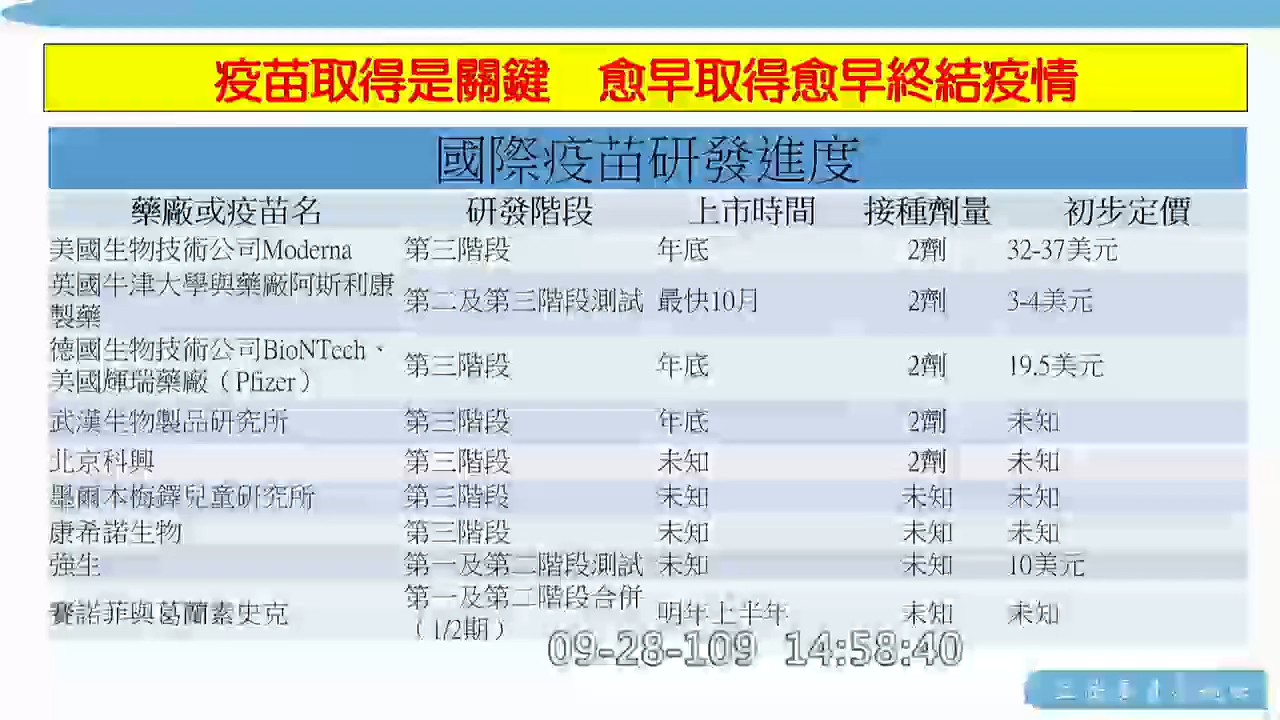 疫苗取得是關鍵 愈早取得愈早終結疫情
國際疫苗研發進度
藥廠或疫苗名 研發階段 上市時間 接種劑量 初步定價
美國生物技術公司Moderna 第三階段 年底 2劑 32-37美元
英國牛津大學與藥廠阿斯利康
製藥 第二及第三階段測試 最快10月 2劑 3-4美元
德國生物技術公司BioNTech、
美國輝瑞藥廠（Pfizer） 第三階段 年底 2劑 19.5美元
武漢生物製品研究所 第三階段 年底 2劑 未知
北京科興 第三階段 未知 2劑 未知
墨爾本梅鐸兒童研究所 第三階段 未知 未知 未知
康希諾生物 第三階段 未知 未知 未知
強生 第一及第二階段測試 未知 未知 10美元
賽諾菲與葛蘭素史克 第一及第二階段合併
（1/2期） 明年上半年 未知 未知
09-28-109 14:58:40